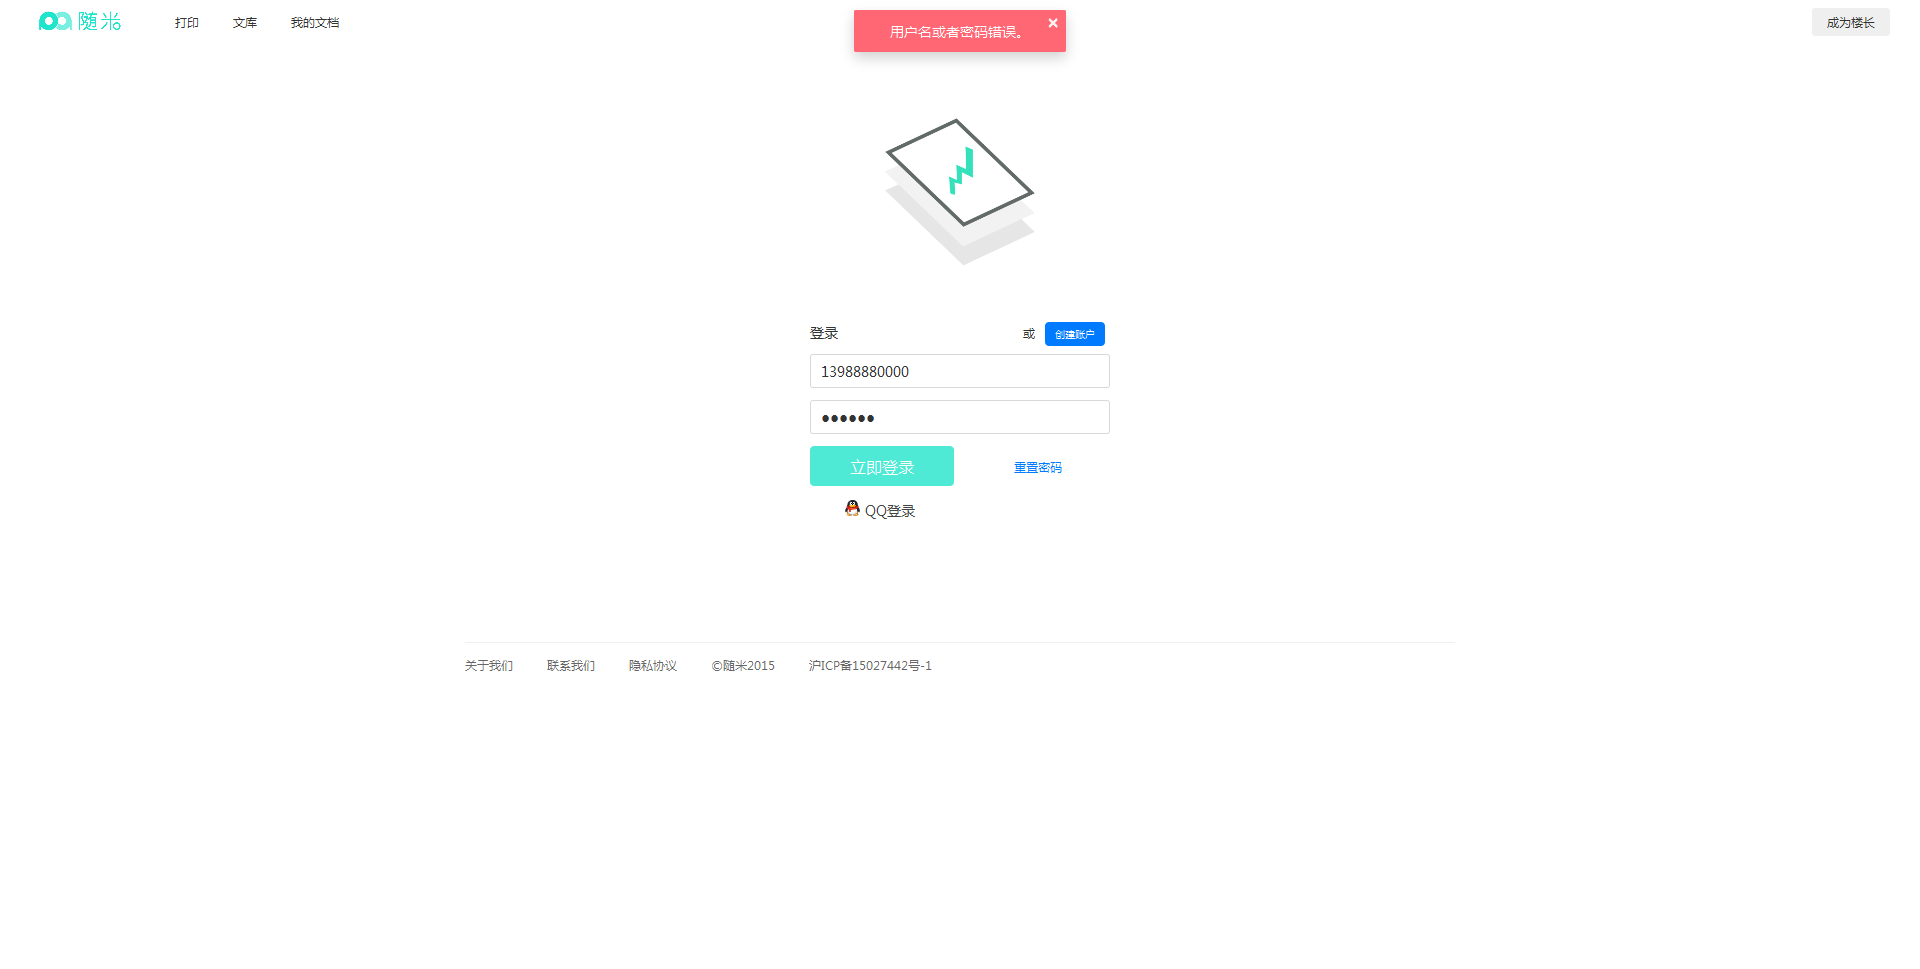 随米
打印 文库 我的文档
用户名或者密码错误。
×
成为楼长
登录 或 创建账户
13988880000
●●●●●●
立即登录 重置密码
QQ登录
关于我们 联系我们 隐私协议 ©随米2015 沪ICP备15027442号-1